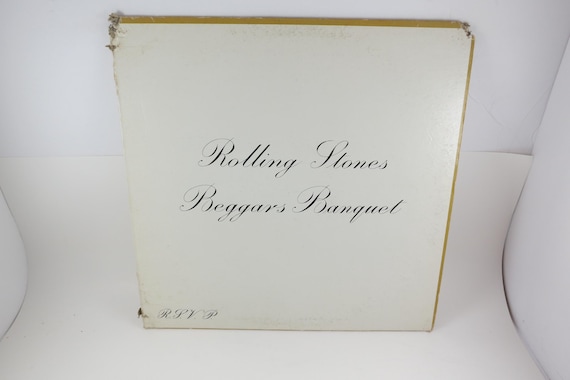 Rolling Stones
Beggars Banquet
R.S.V.P.